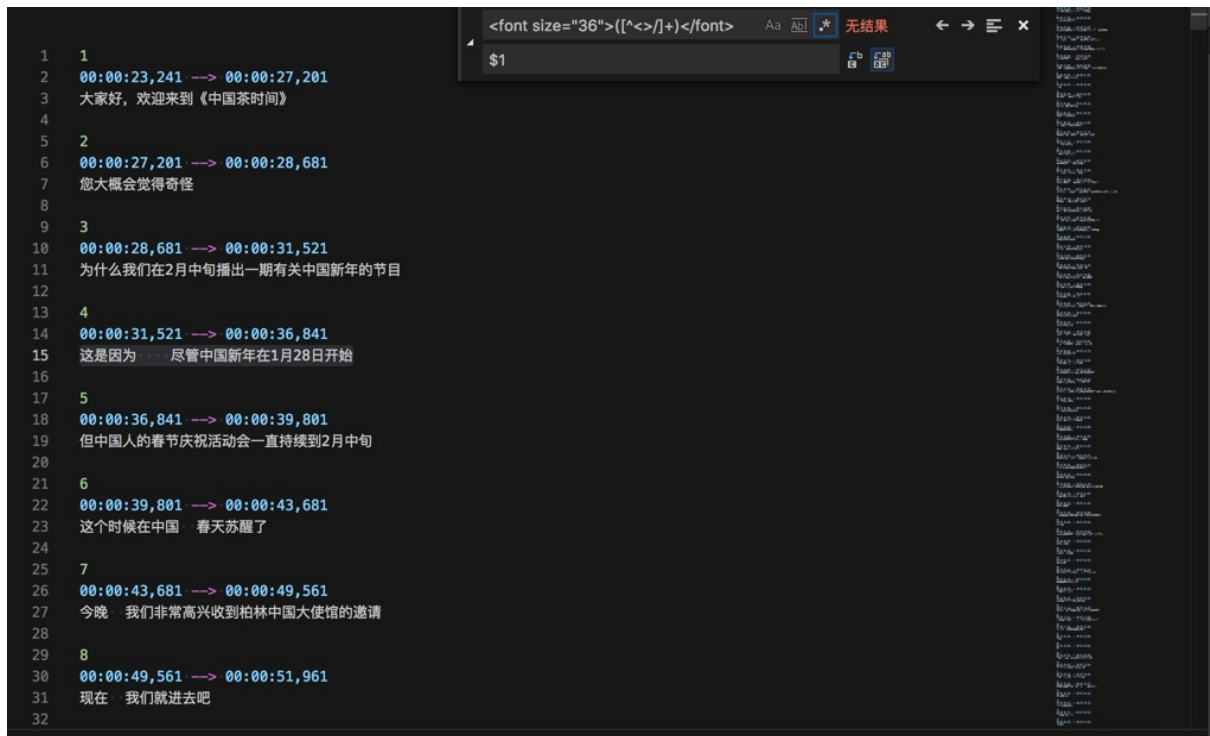 <font size="36">([^<>/]+)</font> Aa Abl .* 无结果
$1
1 1
2 00:00:23,241 --> 00:00:27,201
3 大家好，欢迎来到《中国茶时间》
4
5 2
6 00:00:27,201 --> 00:00:28,681
7 您大概会觉得奇怪
8
9 3
10 00:00:28,681 --> 00:00:31,521
11 为什么我们在2月中旬播出一期有关中国新年的节目
12
13 4
14 00:00:31,521 --> 00:00:36,841
15 这是因为····尽管中国新年在1月28日开始
16
17 5
18 00:00:36,841 --> 00:00:39,801
19 但中国人的春节庆祝活动会一直持续到2月中旬
20
21 6
22 00:00:39,801 --> 00:00:43,681
23 这个时候在中国··春天苏醒了
24
25 7
26 00:00:43,681 --> 00:00:49,561
27 今晚··我们非常高兴收到柏林中国大使馆的邀请
28
29 8
30 00:00:49,561 --> 00:00:51,961
31 现在··我们就进去吧
32